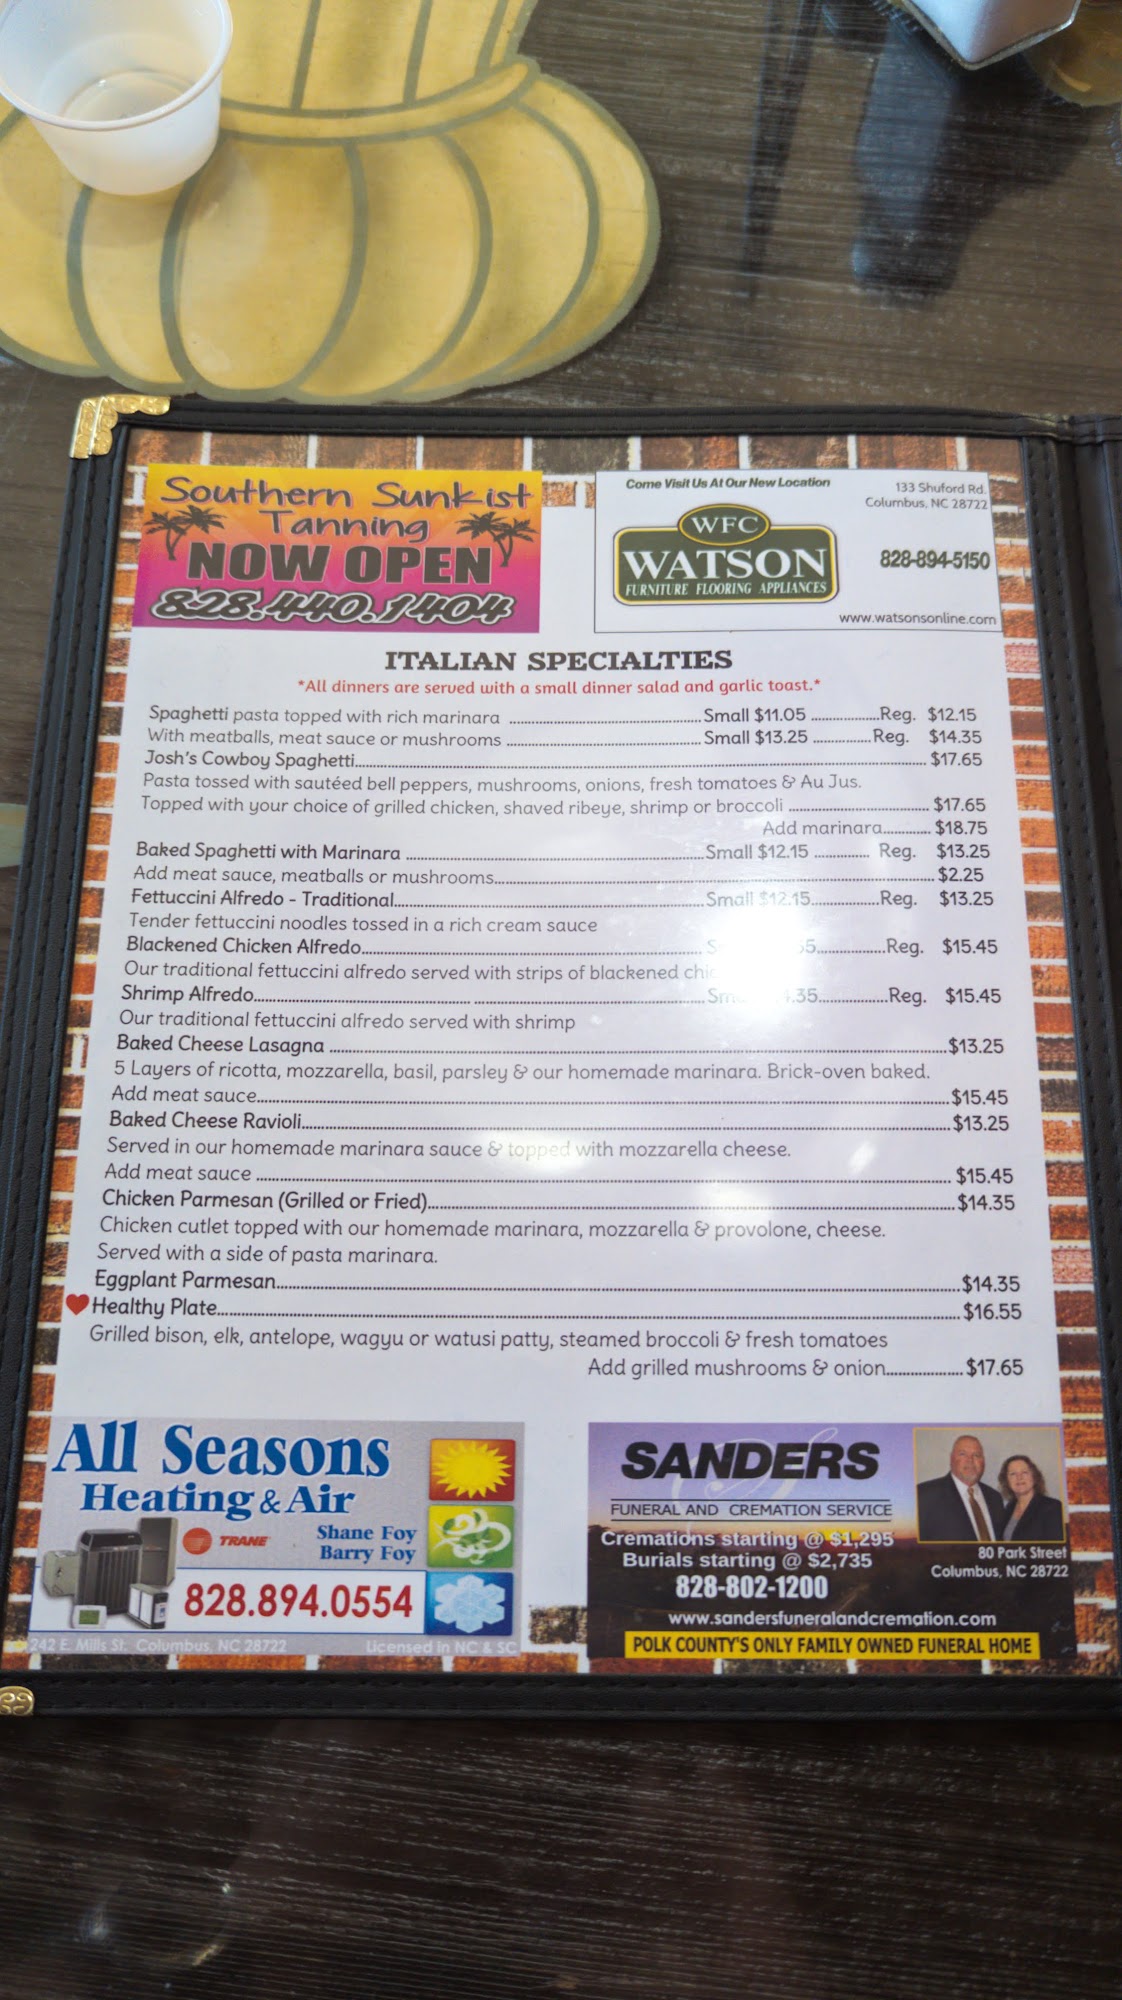 Southern Sunkist
Tanning
NOW OPEN
828.440.1404
Come Visit Us At Our New Location
133 Shuford Rd.
Columbus, NC 28722
WFC
WATSON
FURNITURE FLOORING APPLIANCES
828-894-5150
www.watsonsonline.com
ITALIAN SPECIALTIES
*All dinners are served with a small dinner salad and garlic toast.*
Spaghetti pasta topped with rich marinara Small $11.05 Reg. $12.15
With meatballs, meat sauce or mushrooms Small $13.25 Reg. $14.35
Josh's Cowboy Spaghetti $17.65
Pasta tossed with sautéed bell peppers, mushrooms, onions, fresh tomatoes & Au Jus.
Topped with your choice of grilled chicken, shaved ribeye, shrimp or broccoli $17.65
Add marinara $18.75
Baked Spaghetti with Marinara Small $12.15 Reg. $13.25
Add meat sauce, meatballs or mushrooms $2.25
Fettuccini Alfredo - Traditional Small $12.15 Reg. $13.25
Tender fettuccini noodles tossed in a rich cream sauce
Blackened Chicken Alfredo Reg. $15.45
Our traditional fettuccini alfredo served with strips of blackened
Shrimp Alfredo Reg. $15.45
Our traditional fettuccini alfredo served with shrimp
Baked Cheese Lasagna $13.25
5 Layers of ricotta, mozzarella, basil, parsley & our homemade marinara. Brick-oven baked.
Add meat sauce $15.45
Baked Cheese Ravioli $13.25
Served in our homemade marinara sauce & topped with mozzarella cheese.
Add meat sauce $15.45
Chicken Parmesan (Grilled or Fried) $14.35
Chicken cutlet topped with our homemade marinara, mozzarella & provolone, cheese.
Served with a side of pasta marinara.
Eggplant Parmesan $14.35
Healthy Plate $16.55
Grilled bison, elk, antelope, wagyu or watusi patty, steamed broccoli & fresh tomatoes
Add grilled mushrooms & onion $17.65
All Seasons
Heating & Air
TRANE
Shane Foy
Barry Foy
828.894.0554
242 E. Mills St. Columbus, NC 28722 Licensed in NC & SC
SANDERS
FUNERAL AND CREMATION SERVICE
Cremations starting @ $1,295
Burials starting @ $2,735
828-802-1200
80 Park Street
Columbus, NC 28722
www.sandersfuneralandcremation.com
POLK COUNTY'S ONLY FAMILY OWNED FUNERAL HOME